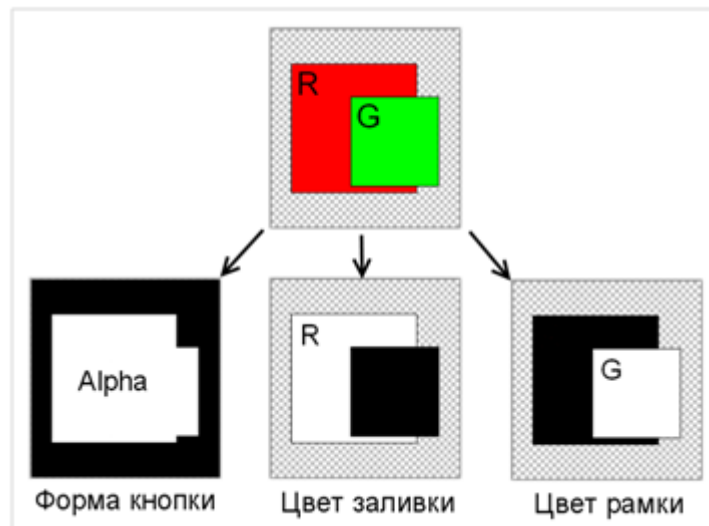 R
G
Alpha
R
G
Форма кнопки
Цвет заливки
Цвет рамки